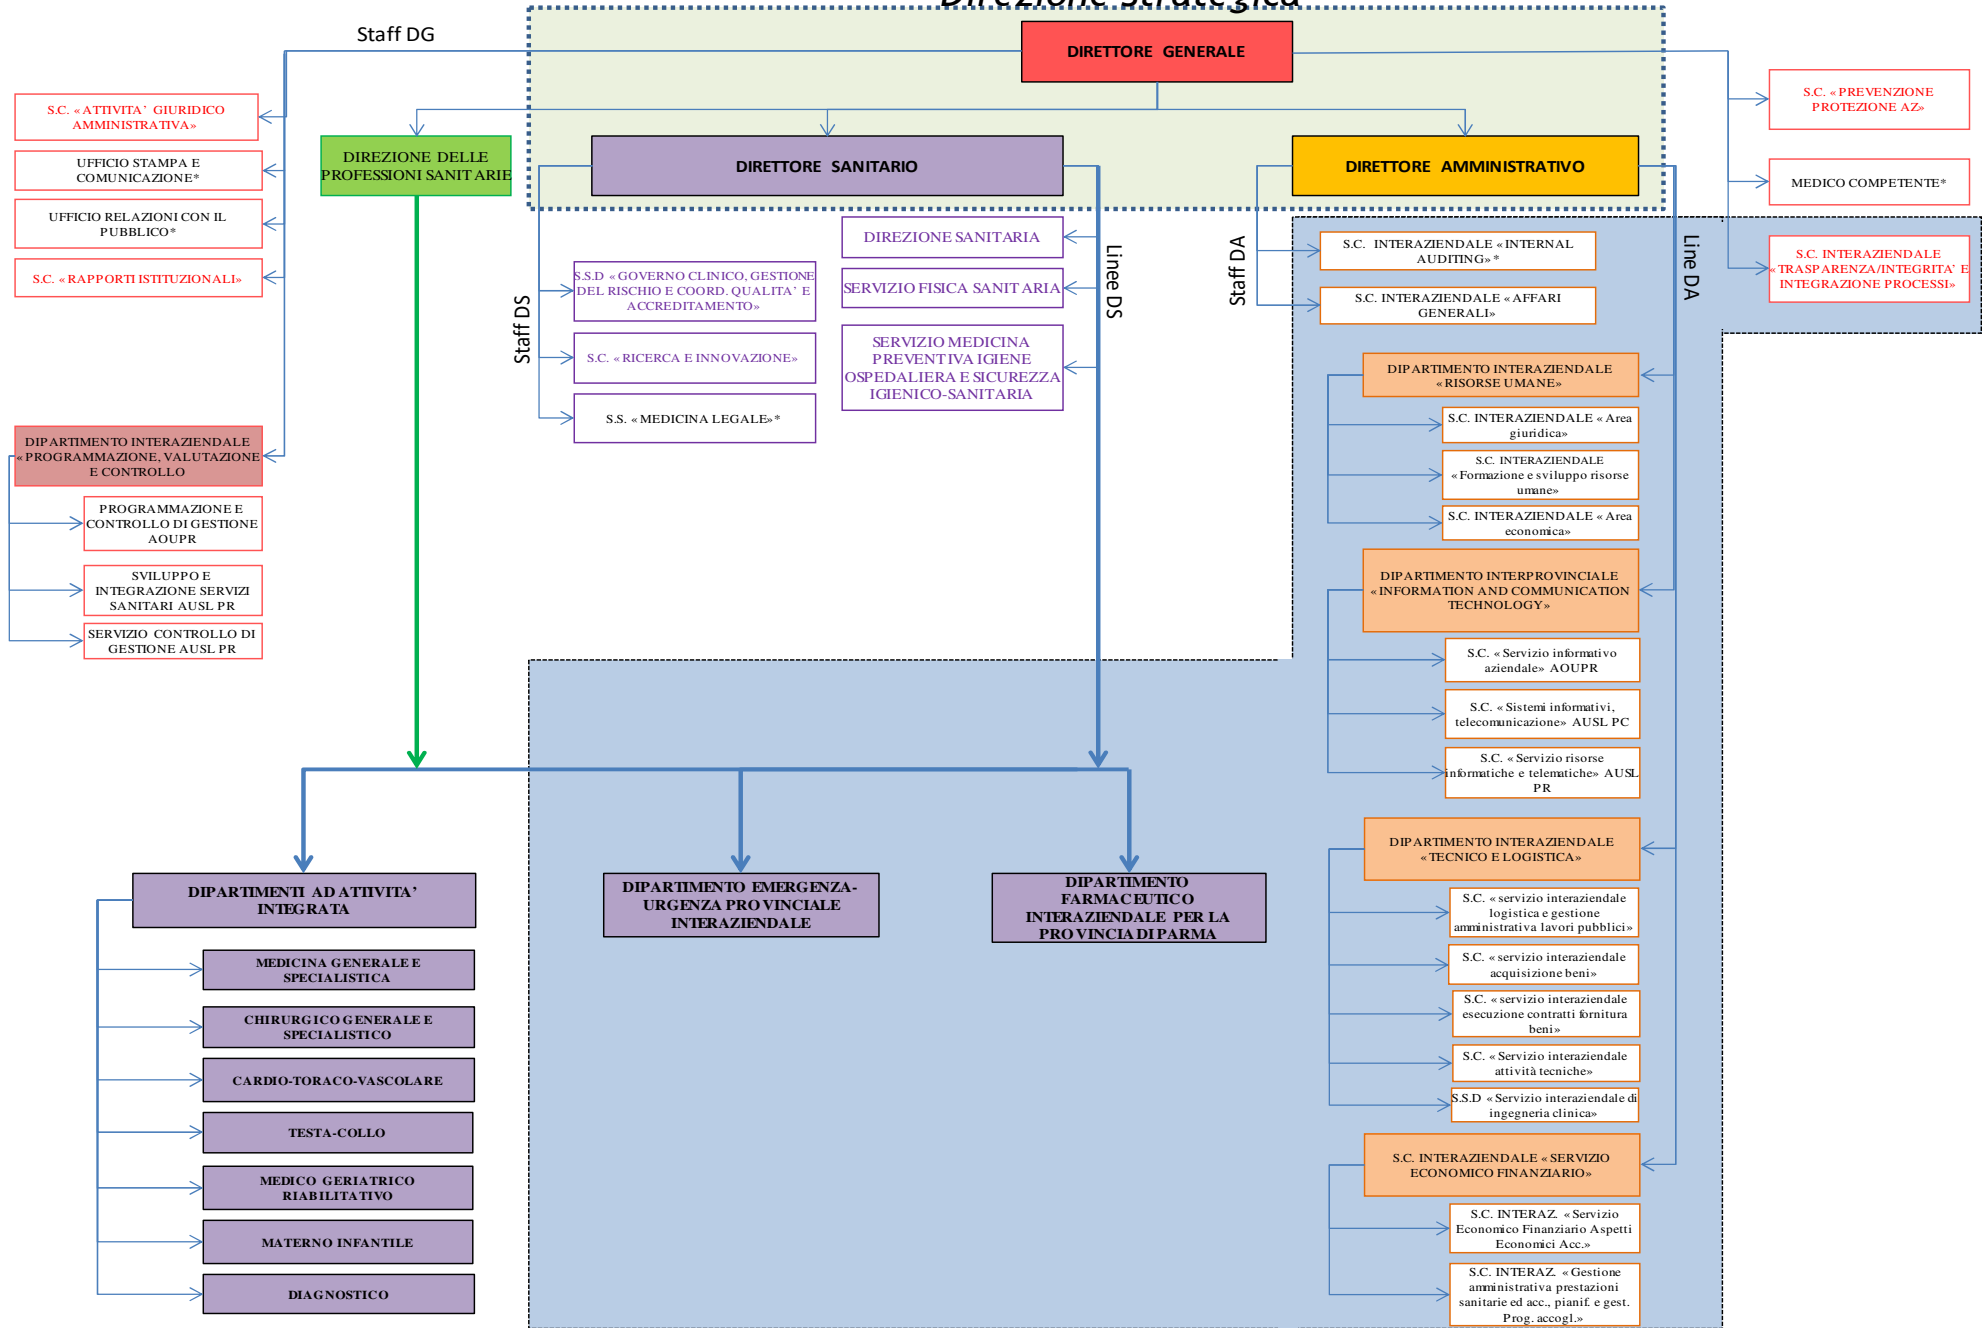 Direzione Strategica
Staff DG
DIRETTORE GENERALE
S.C. «ATTIVITA' GIURIDICO
AMMINISTRATIVA»
UFFICIO STAMPA E
COMUNICAZIONE*
UFFICIO RELAZIONI CON IL
PUBBLICO*
S.C. «RAPPORTI ISTITUZIONALI»
DIREZIONE DELLE
PROFESSIONI SANITARIE
DIRETTORE SANITARIO
DIRETTORE AMMINISTRATIVO
S.C. «PREVENZIONE
PROTEZIONE AZ»
MEDICO COMPETENTE*
S.C. INTERAZIENDALE
«TRASPARENZA/INTEGRITA' E
INTEGRAZIONE PROCESSI»
Staff DS
S.S.D «GOVERNO CLINICO, GESTIONE
DEL RISCHIO E COORD. QUALITA' E
ACCREDITAMENTO»
S.C. «RICERCA E INNOVAZIONE»
S.S. «MEDICINA LEGALE»*
DIREZIONE SANITARIA
SERVIZIO FISICA SANITARIA
SERVIZIO MEDICINA
PREVENTIVA IGIENE
OSPEDALIERA E SICUREZZA
IGIENICO-SANITARIA
Linee DS
Staff DA
S.C. INTERAZIENDALE «INTERNAL
AUDITING»*
S.C. INTERAZIENDALE «AFFARI
GENERALI»
Line DA
DIPARTIMENTO INTERAZIENDALE
«RISORSE UMANE»
S.C. INTERAZIENDALE «Area
giuridica»
S.C. INTERAZIENDALE
«Formazione e sviluppo risorse
umane»
S.C. INTERAZIENDALE «Area
economica»
DIPARTIMENTO INTERPROVINCIALE
«INFORMATION AND COMMUNICATION
TECHNOLOGY»
S.C. «Servizio informativo
aziendale» AOUPR
S.C. «Sistemi informativi,
telecomunicazione» AUSL PC
S.C. «Servizio risorse
informatiche e telematiche» AUSL
PR
DIPARTIMENTO INTERAZIENDALE
«TECNICO E LOGISTICA»
S.C. «servizio interaziendale
logistica e gestione
amministrativa lavori pubblici»
S.C. «servizio interaziendale
acquisizione beni»
S.C. «servizio interaziendale
esecuzione contratti fornitura
beni»
S.C. «Servizio interaziendale
attività tecniche»
S.S.D «Servizio interaziendale di
ingegneria clinica»
S.C. INTERAZIENDALE «SERVIZIO
ECONOMICO FINANZIARIO»
S.C. INTERAZ. «Servizio
Economico Finanziario Aspetti
Economici Acc.»
S.C. INTERAZ. «Gestione
amministrativa prestazioni
sanitarie ed acc., pianif. e gest.
Prog. accogl.»
DIPARTIMENTO INTERAZIENDALE
«PROGRAMMAZIONE, VALUTAZIONE
E CONTROLLO
PROGRAMMAZIONE E
CONTROLLO DI GESTIONE
AOUPR
SVILUPPO E
INTEGRAZIONE SERVIZI
SANITARI AUSL PR
SERVIZIO CONTROLLO DI
GESTIONE AUSL PR
DIPARTIMENTI AD ATTIVITA'
INTEGRATA
MEDICINA GENERALE E
SPECIALISTICA
CHIRURGICO GENERALE E
SPECIALISTICO
CARDIO-TORACO-VASCOLARE
TESTA-COLLO
MEDICO GERIATRICO
RIABILITATIVO
MATERNO INFANTILE
DIAGNOSTICO
DIPARTIMENTO EMERGENZA-
URGENZA PROVINCIALE
INTERAZIENDALE
DIPARTIMENTO
FARMACEUTICO
INTERAZIENDALE PER LA
PROVINCIA DI PARMA